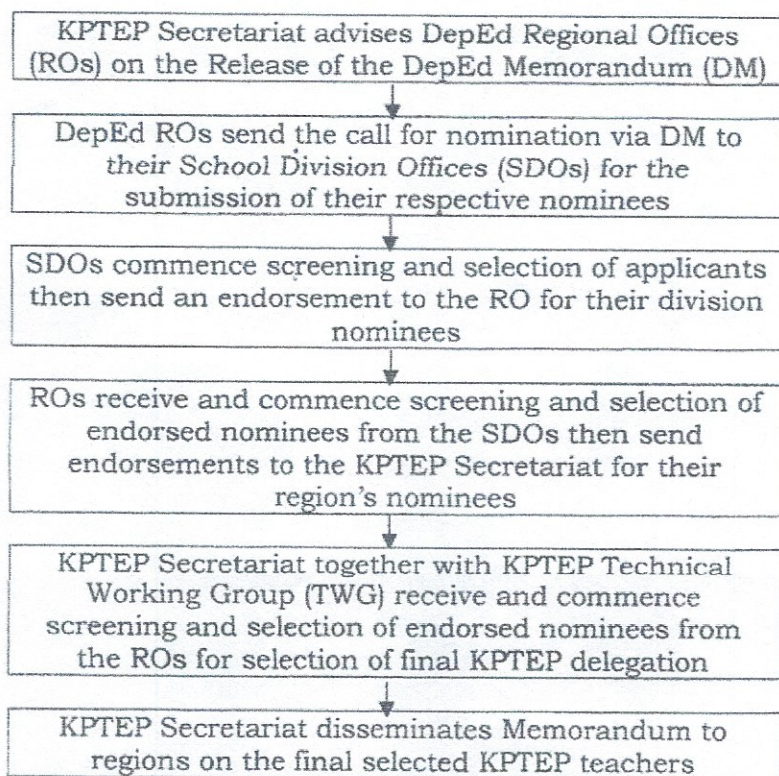 KPTEP Secretariat advises DepEd Regional Offices
(ROs) on the Release of the DepEd Memorandum (DM)
DepEd ROs send the call for nomination via DM to
their School Division Offices (SDOs) for the
submission of their respective nominees
SDOs commence screening and selection of applicants
then send an endorsement to the RO for their division
nominees
ROs receive and commence screening and selection of
endorsed nominees from the SDOs then send
endorsements to the KPTEP Secretariat for their
region's nominees
KPTEP Secretariat together with KPTEP Technical
Working Group (TWG) receive and commence
screening and selection of endorsed nominees from
the ROs for selection of final KPTEP delegation
KPTEP Secretariat disseminates Memorandum to
regions on the final selected KPTEP teachers